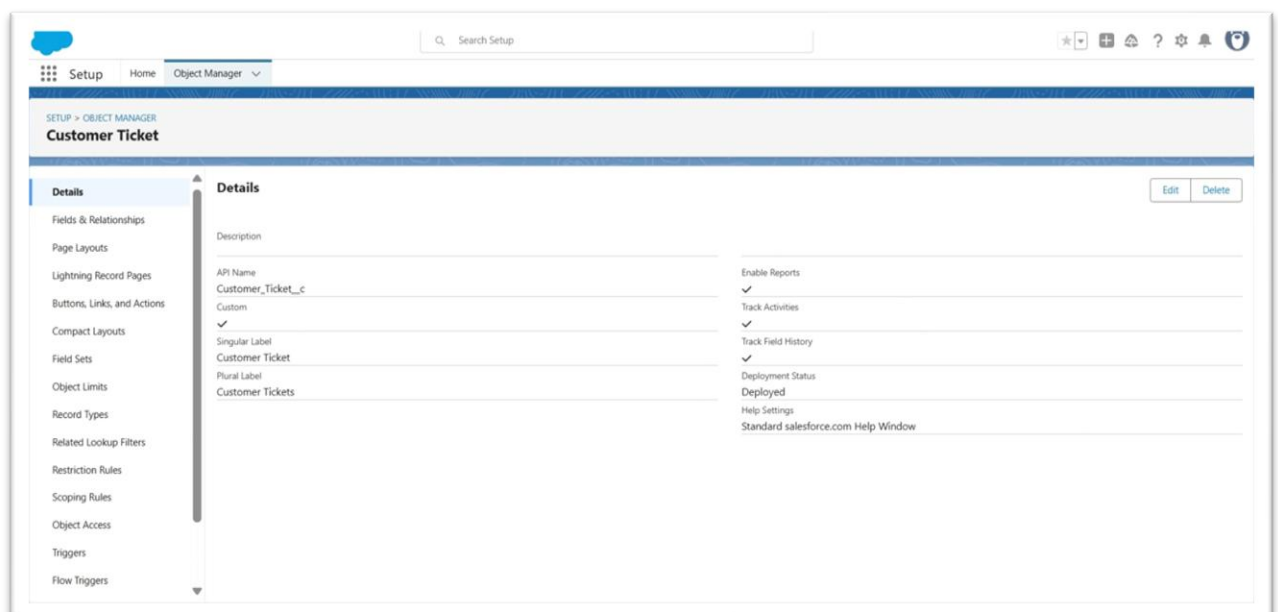 Search Setup
?
Setup Home Object Manager
SETUP > OBJECT MANAGER
Customer Ticket
Details
Fields & Relationships
Page Layouts
Lightning Record Pages
Buttons, Links, and Actions
Compact Layouts
Field Sets
Object Limits
Record Types
Related Lookup Filters
Restriction Rules
Scoping Rules
Object Access
Triggers
Flow Triggers
Details
Edit Delete
Description
API Name
Customer_Ticket__c
Custom
Singular Label
Customer Ticket
Plural Label
Customer Tickets
Enable Reports
Track Activities
Track Field History
Deployment Status
Deployed
Help Settings
Standard salesforce.com Help Window